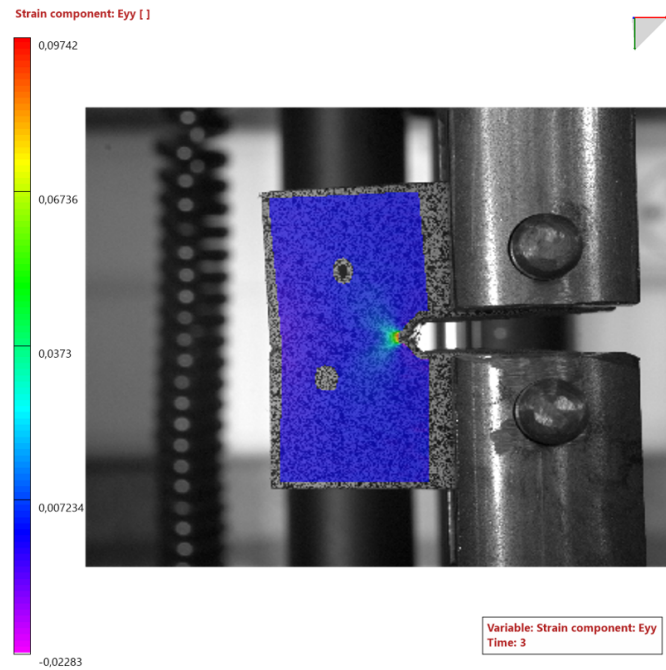 Strain component: Eyy [ ]
0,09742
0,06736
0,0373
0,007234
-0,02283
Variable: Strain component: Eyy
Time: 3